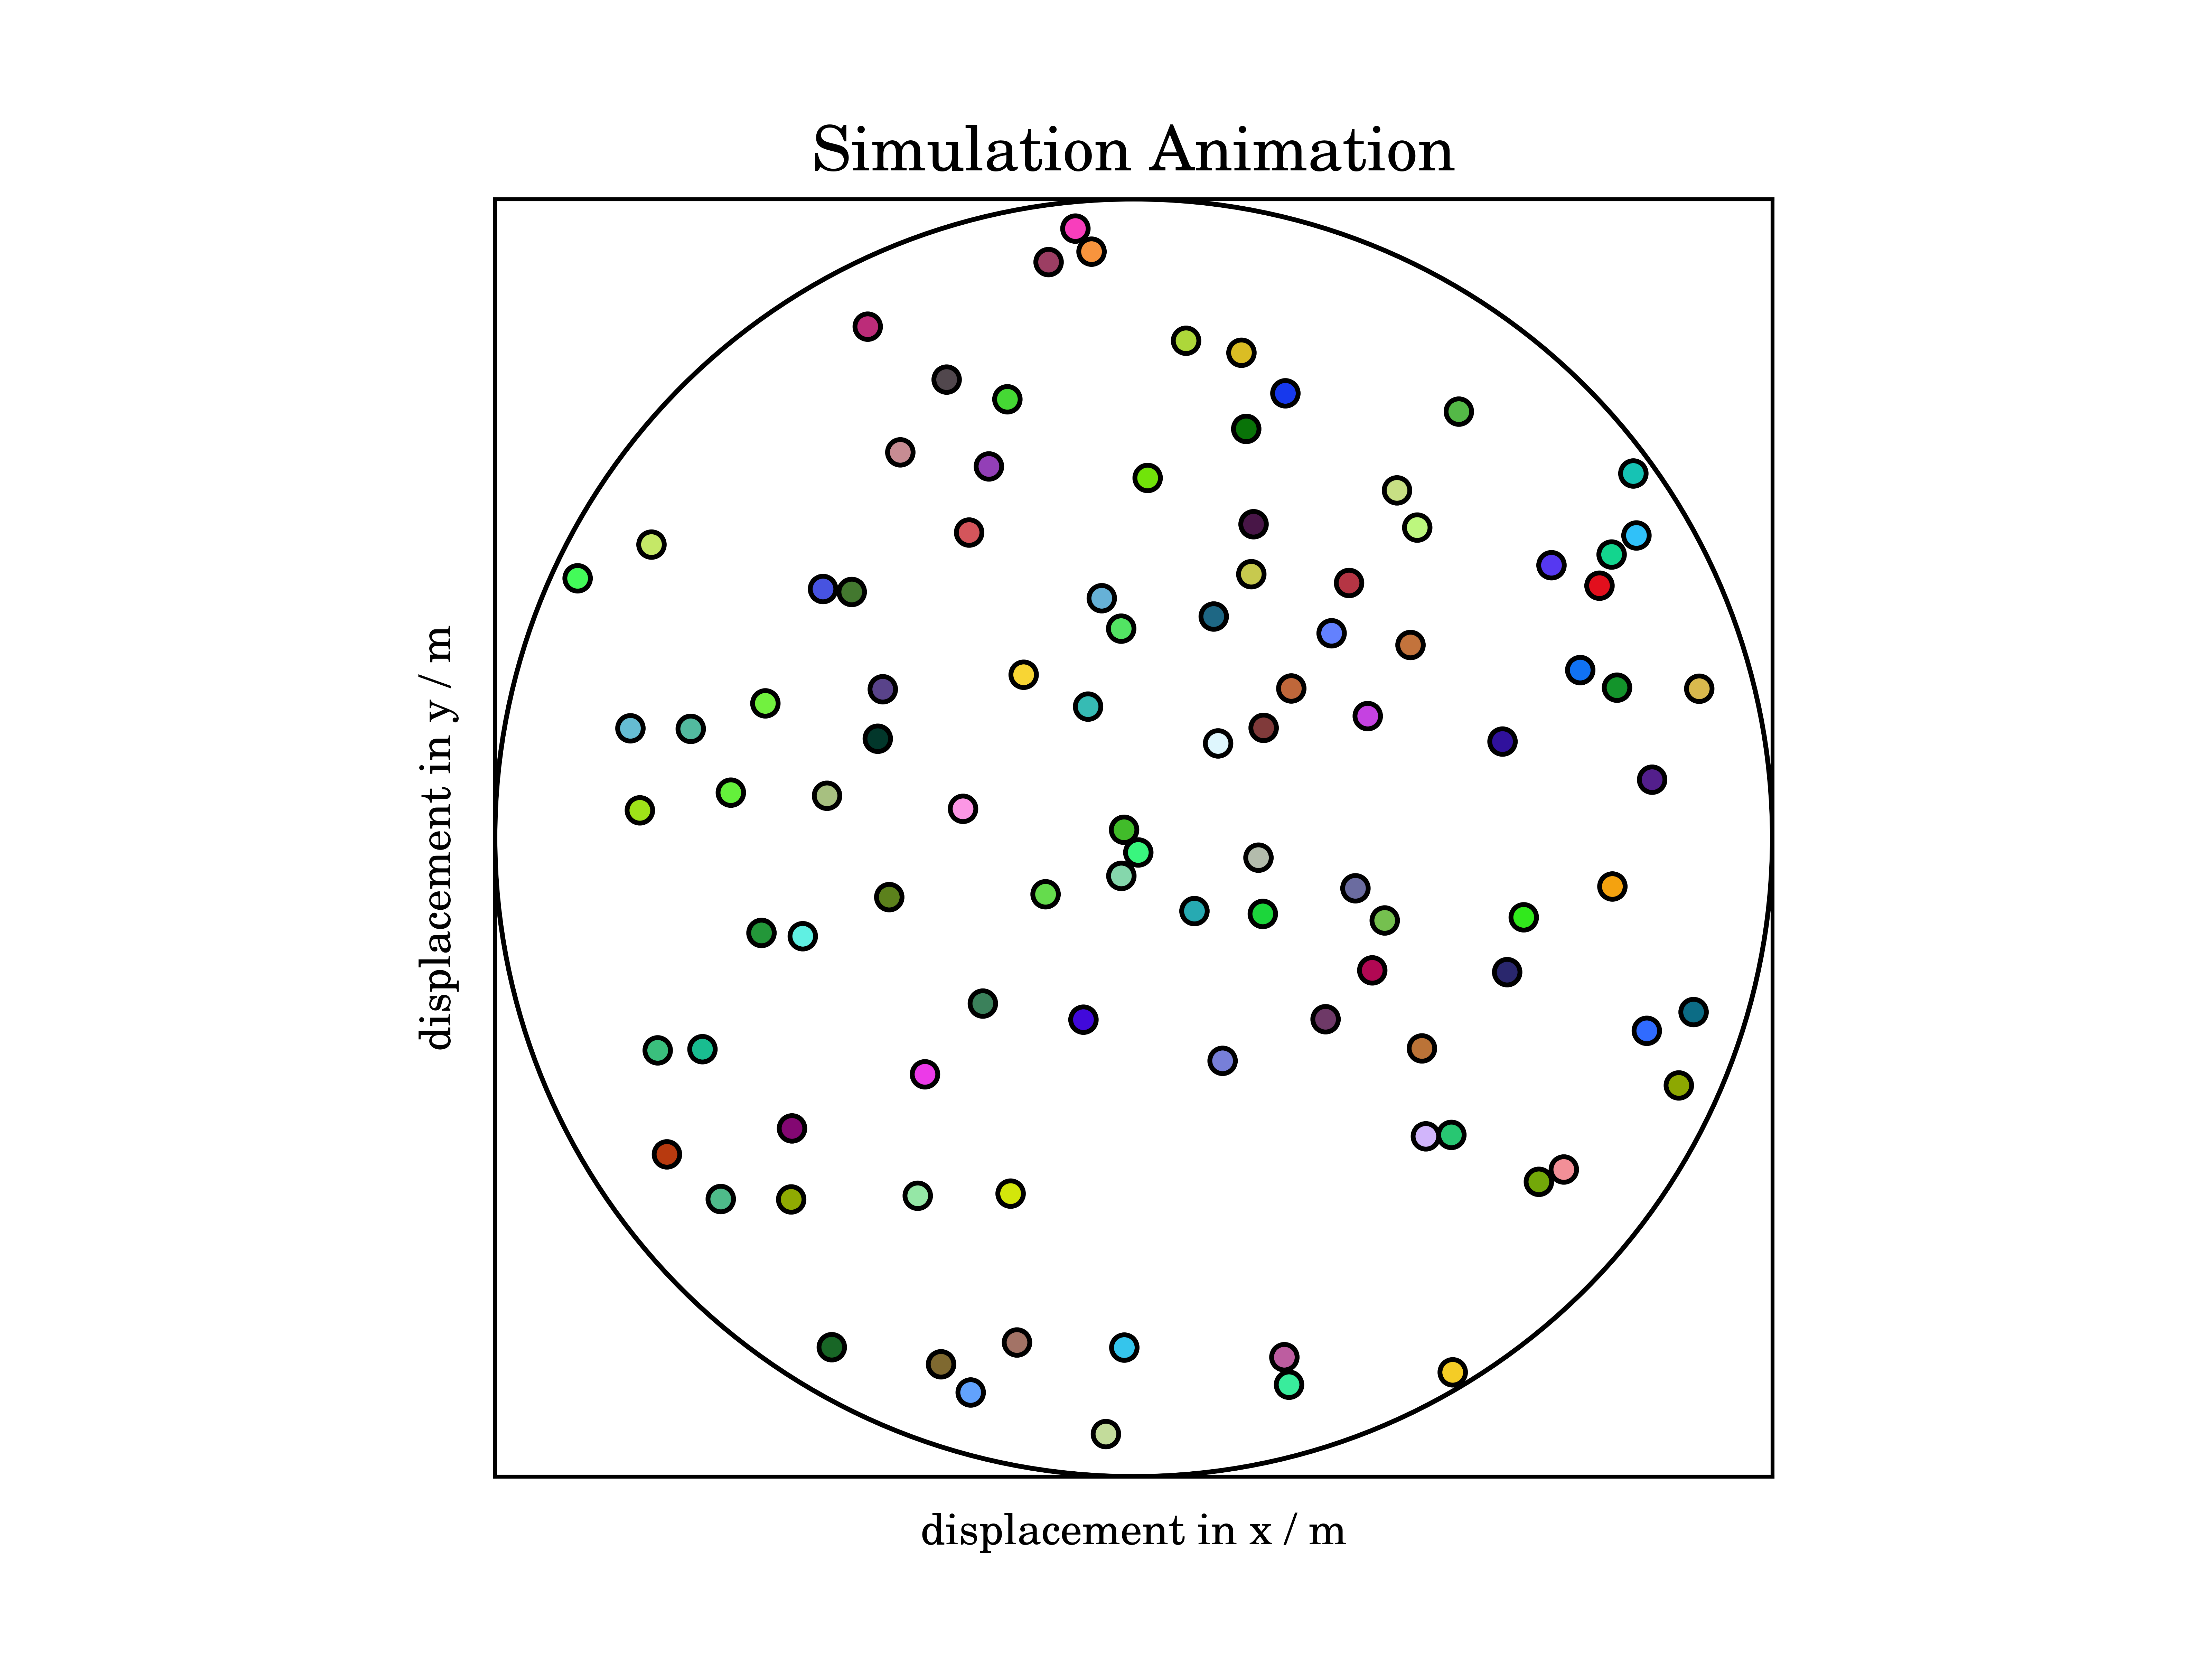 Simulation Animation
displacement in y / m
displacement in x / m